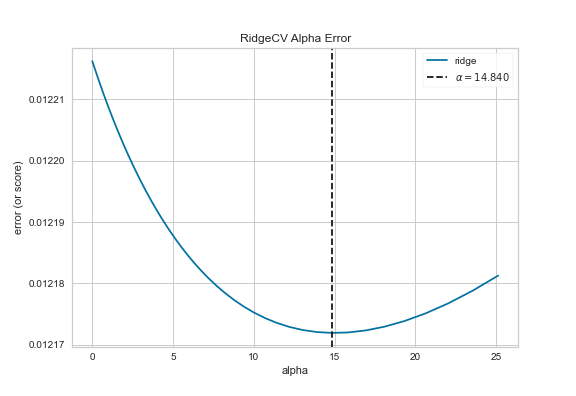 RidgeCV Alpha Error
ridge
α = 14.840
error (or score)
0.01221
0.01220
0.01219
0.01218
0.01217
0 5 10 15 20 25
alpha